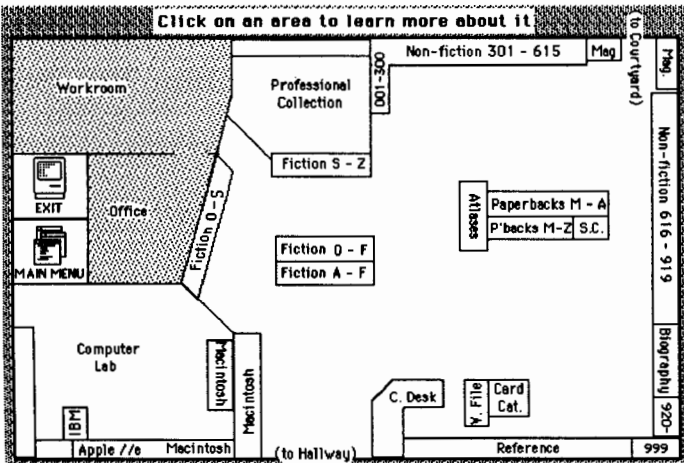 Click on an area to learn more about it
Workroom
Professional
Collection
001-300
Non-fiction 301 - 615
Mag
(to Courtyard)
Mag.
Non-fiction 616 - 919
Fiction S - Z
EXIT
Office
Fiction O - S
Atlases
Paperbacks M - A
P'backs M-Z
S.C.
MAIN MENU
Fiction O - F
Fiction A - F
Computer
Lab
Macintosh
Macintosh
IBM
Apple //e
Macintosh
(to Hallway)
C. Desk
'A' File
Card
Cat.
Reference
Biography
920-
999